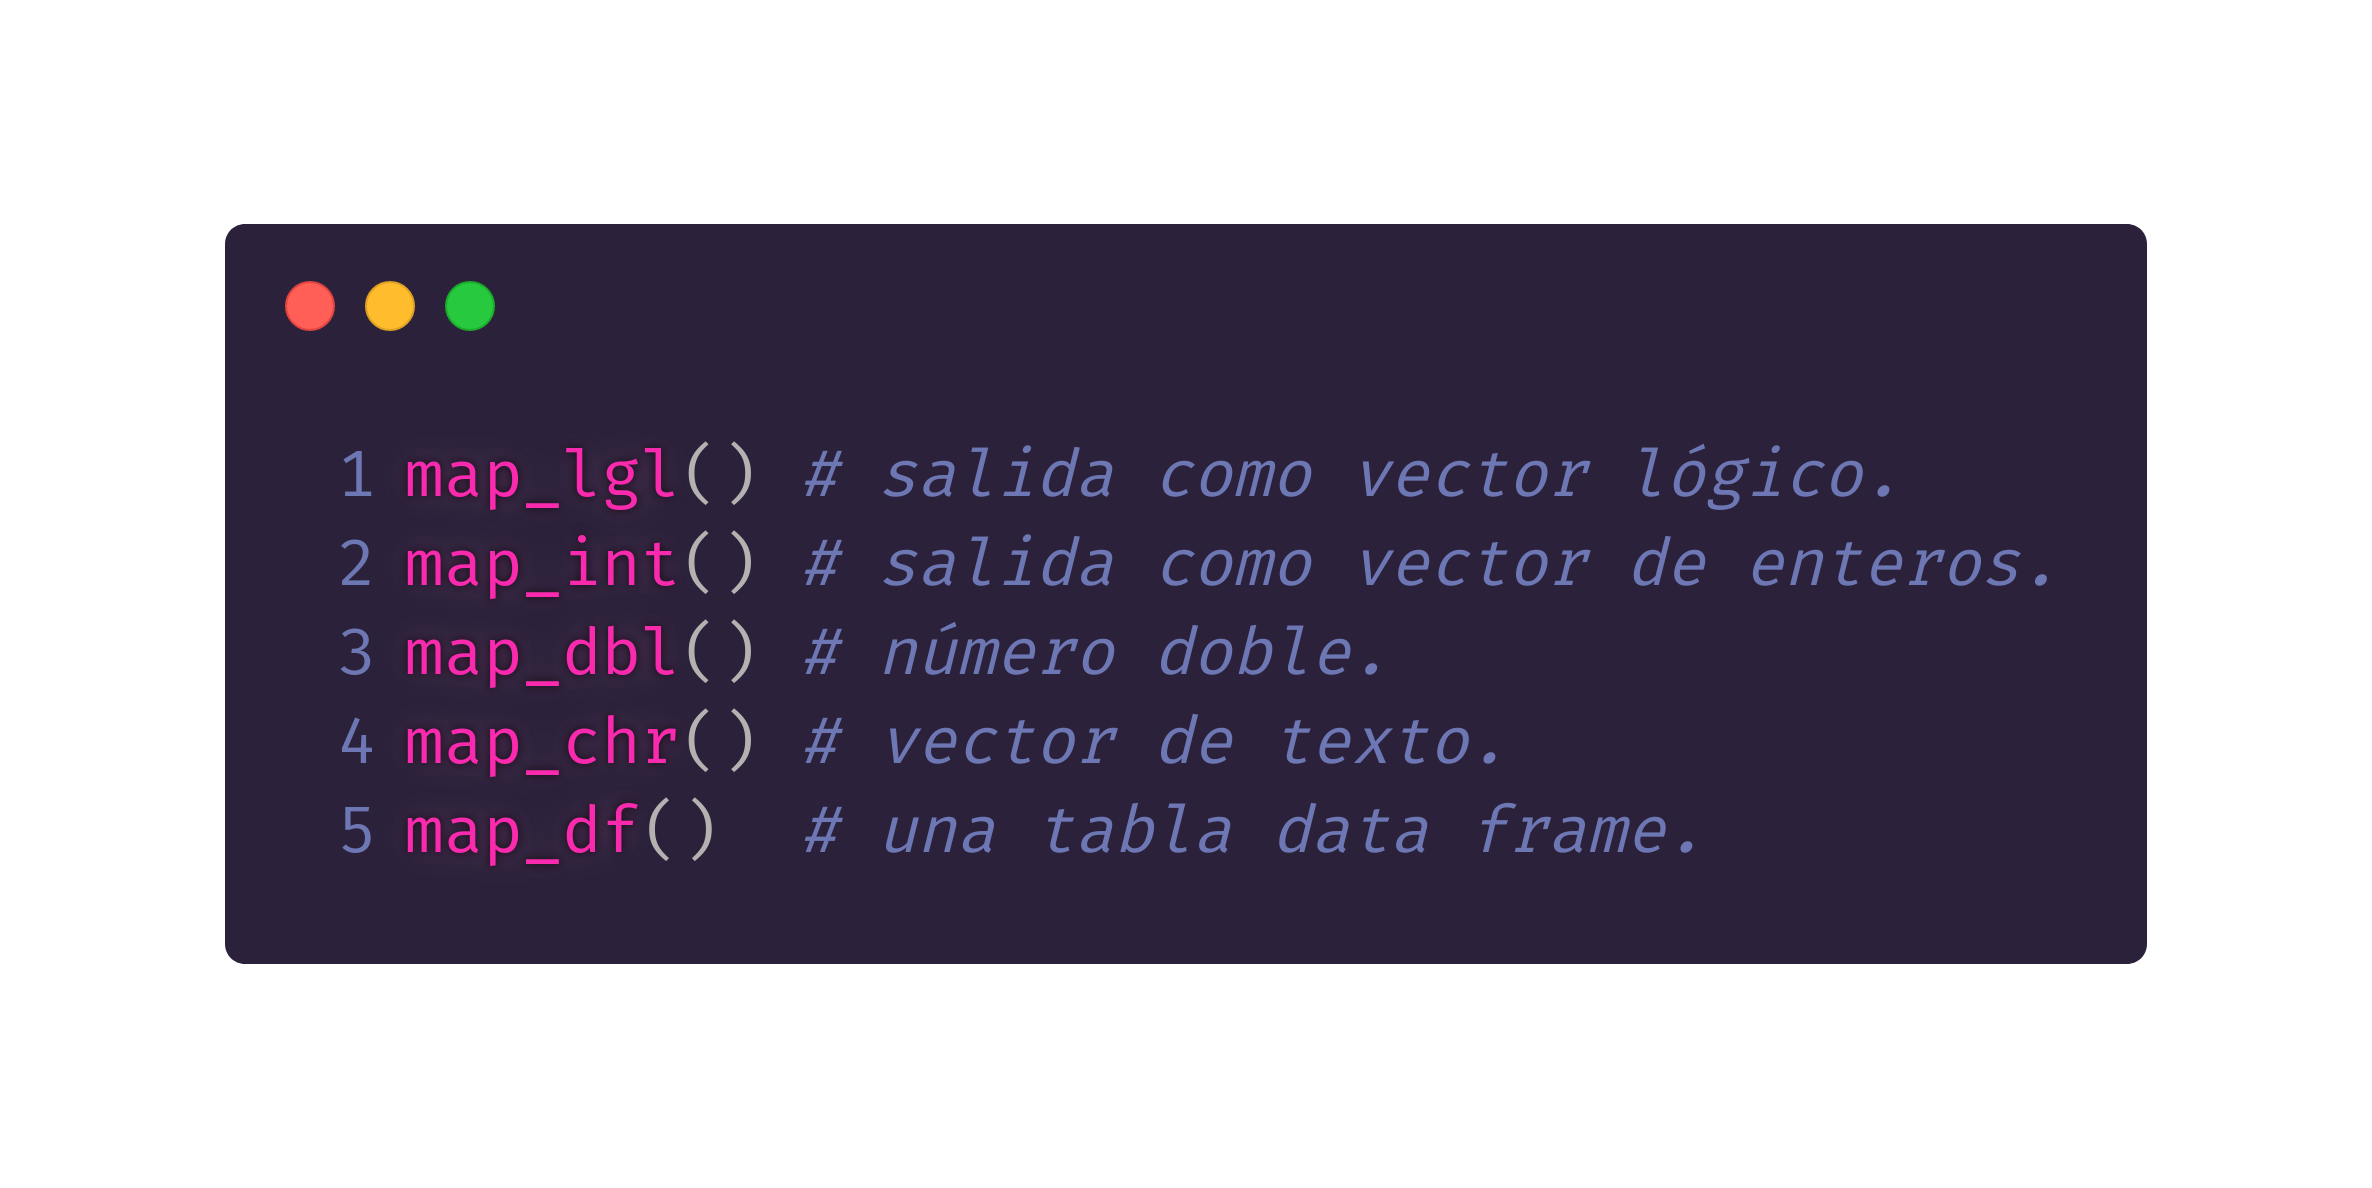 1 map_lgl() # salida como vector lógico.
2 map_int() # salida como vector de enteros.
3 map_dbl() # número doble.
4 map_chr() # vector de texto.
5 map_df()  # una tabla data frame.